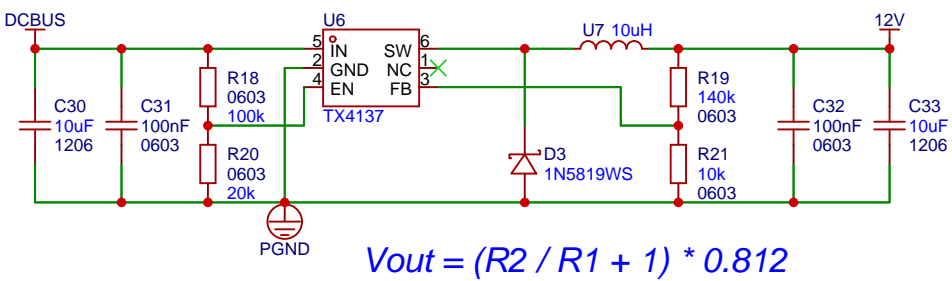 DCBUS
U6
U7 10uH
12V
5 IN
2 GND
4 EN
SW 6
NC 1
FB 3
TX4137
C30
10uF
1206
C31
100nF
0603
R18
0603
100k
R20
0603
20k
PGND
D3
1N5819WS
R19
140k
0603
R21
10k
0603
C32
100nF
0603
C33
10uF
1206
Vout = (R2 / R1 + 1) * 0.812